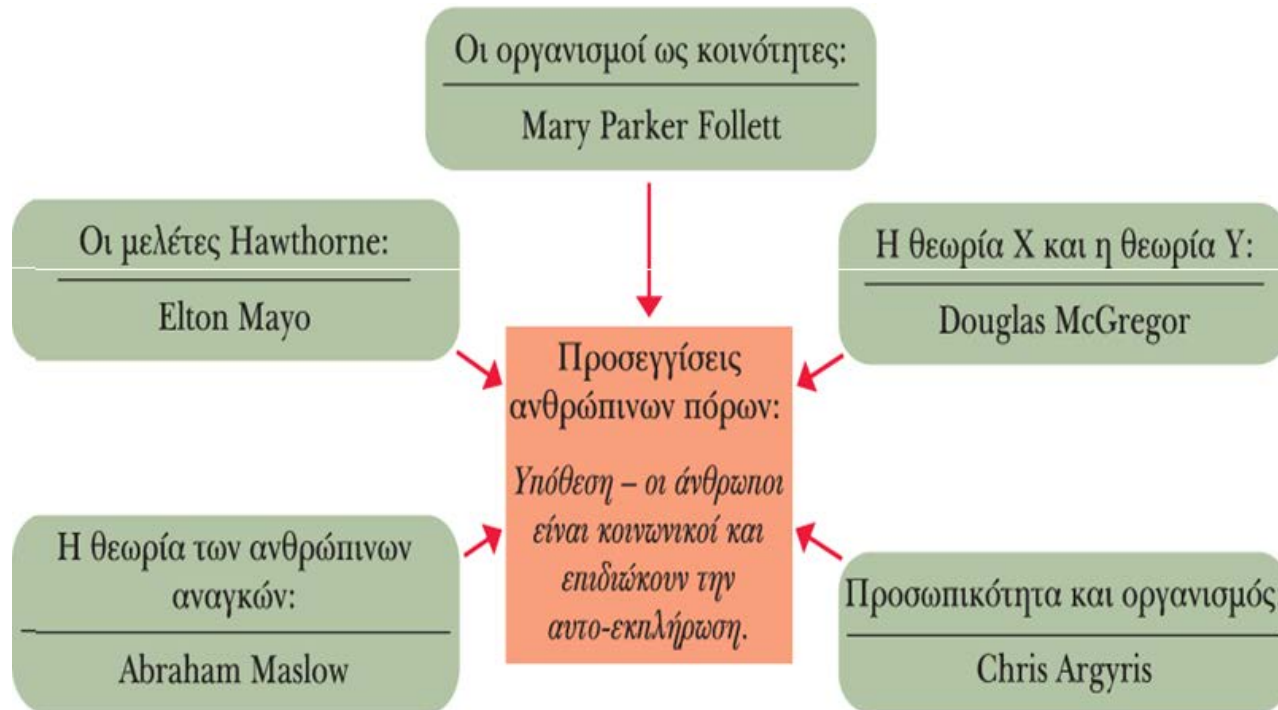 Οι οργανισμοί ως κοινότητες:
Mary Parker Follett
Οι μελέτες Hawthorne:
Elton Mayo
Η θεωρία Χ και η θεωρία Υ:
Douglas McGregor
Προσεγγίσεις
ανθρώπινων πόρων:
Υπόθεση – οι άνθρωποι
είναι κοινωνικοί και
επιδιώκουν την
αυτο-εκπλήρωση.
Η θεωρία των ανθρώπινων
αναγκών:
Abraham Maslow
Προσωπικότητα και οργανισμός
Chris Argyris